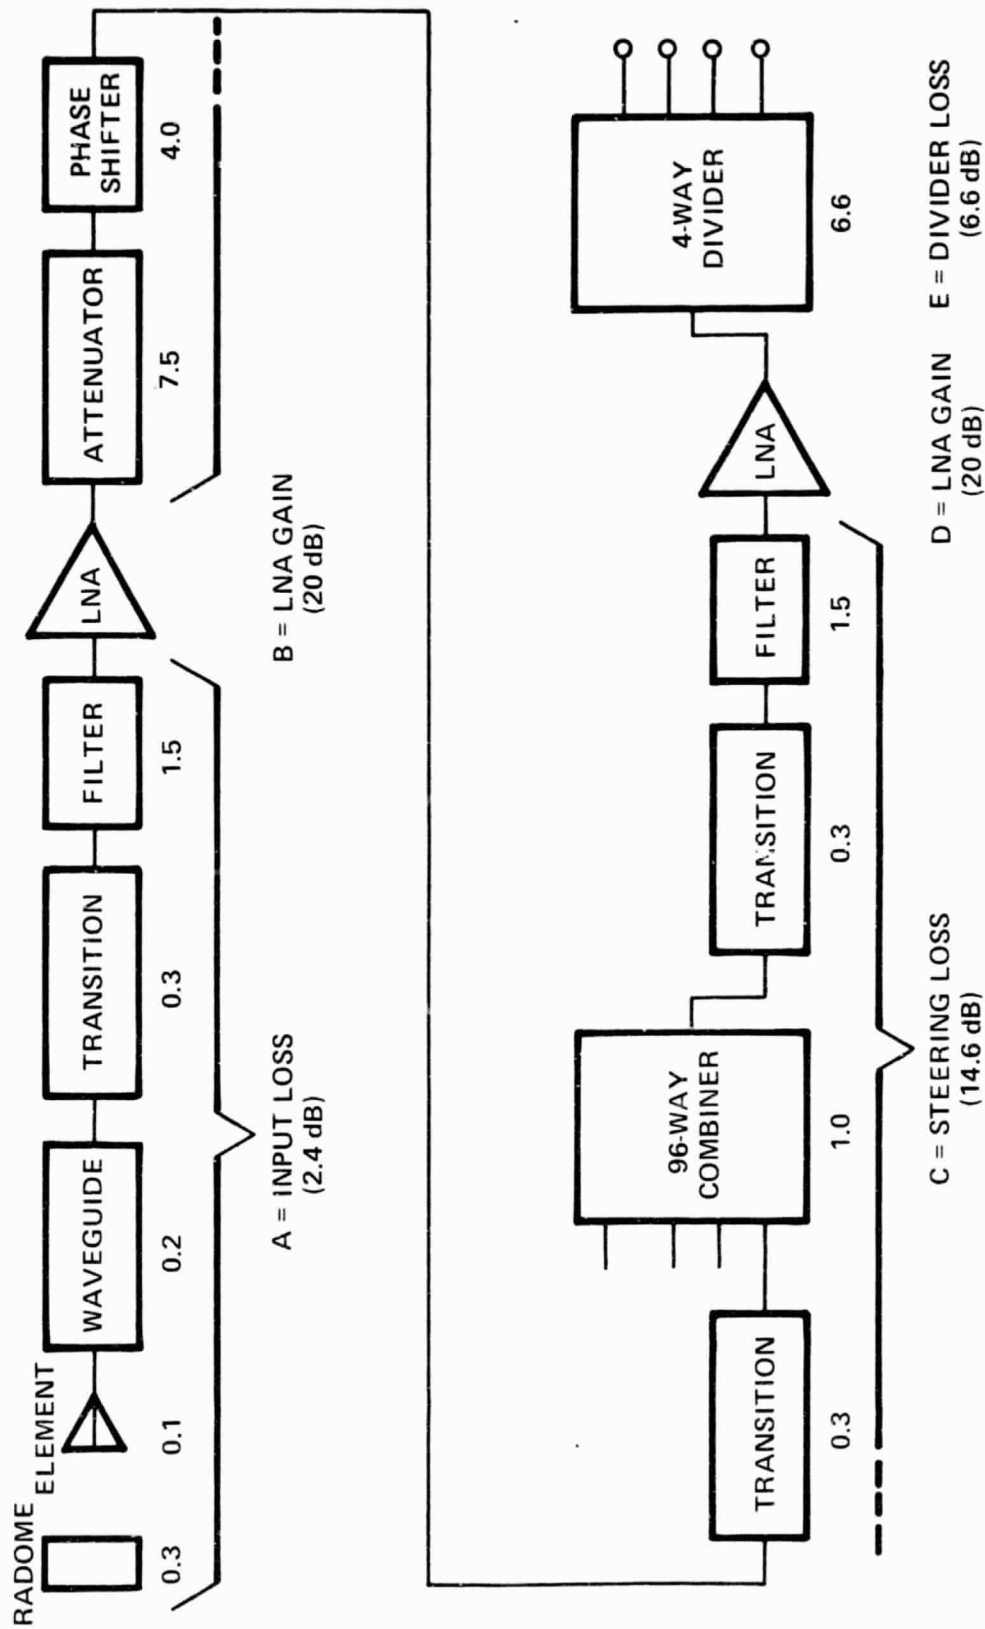 RADOME
0.3
ELEMENT
0.1
WAVEGUIDE
0.2
TRANSITION
0.3
FILTER
1.5
LNA
ATTENUATOR
7.5
PHASE
SHIFTER
4.0
A = INPUT LOSS
(2.4 dB)
B = LNA GAIN
(20 dB)
TRANSITION
0.3
96-WAY
COMBINER
1.0
TRANSITION
0.3
FILTER
1.5
LNA
4-WAY
DIVIDER
6.6
C = STEERING LOSS
(14.6 dB)
D = LNA GAIN
(20 dB)
E = DIVIDER LOSS
(6.6 dB)